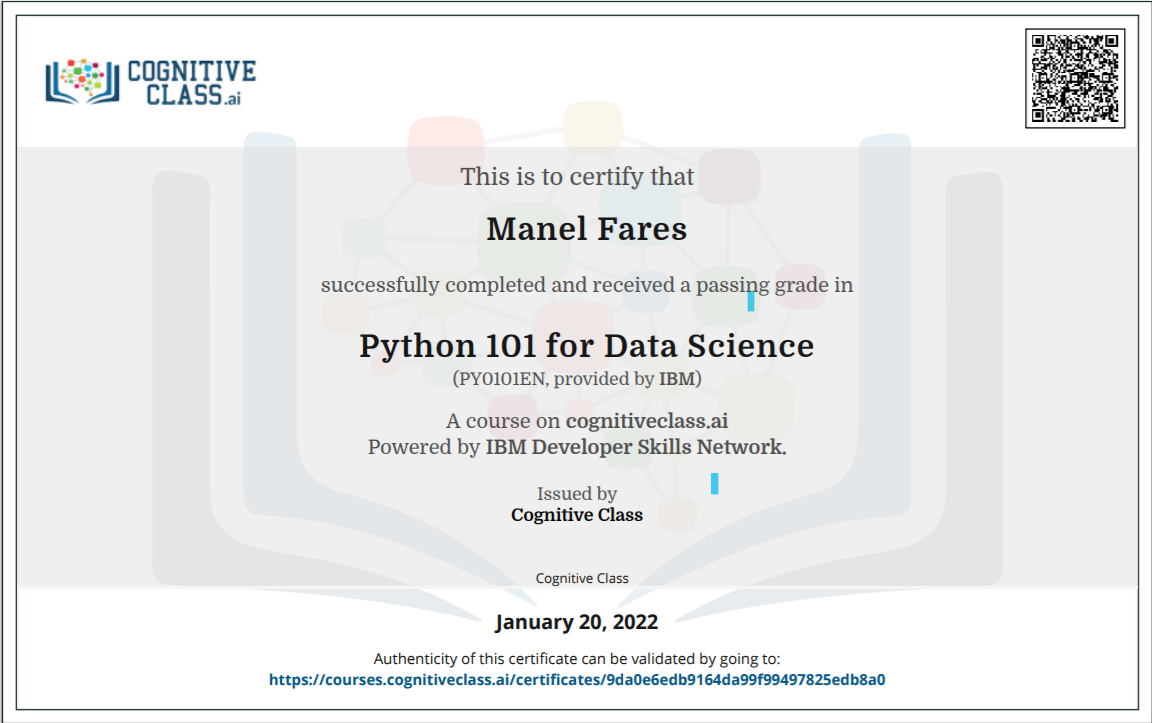 COGNITIVE
CLASS.ai
This is to certify that
Manel Fares
successfully completed and received a passing grade in
Python 101 for Data Science
(PY0101EN, provided by IBM)
A course on cognitiveclass.ai
Powered by IBM Developer Skills Network.
Issued by
Cognitive Class
Cognitive Class
January 20, 2022
Authenticity of this certificate can be validated by going to:
https://courses.cognitiveclass.ai/certificates/9da0e6edb9164da99f99497825edb8a0